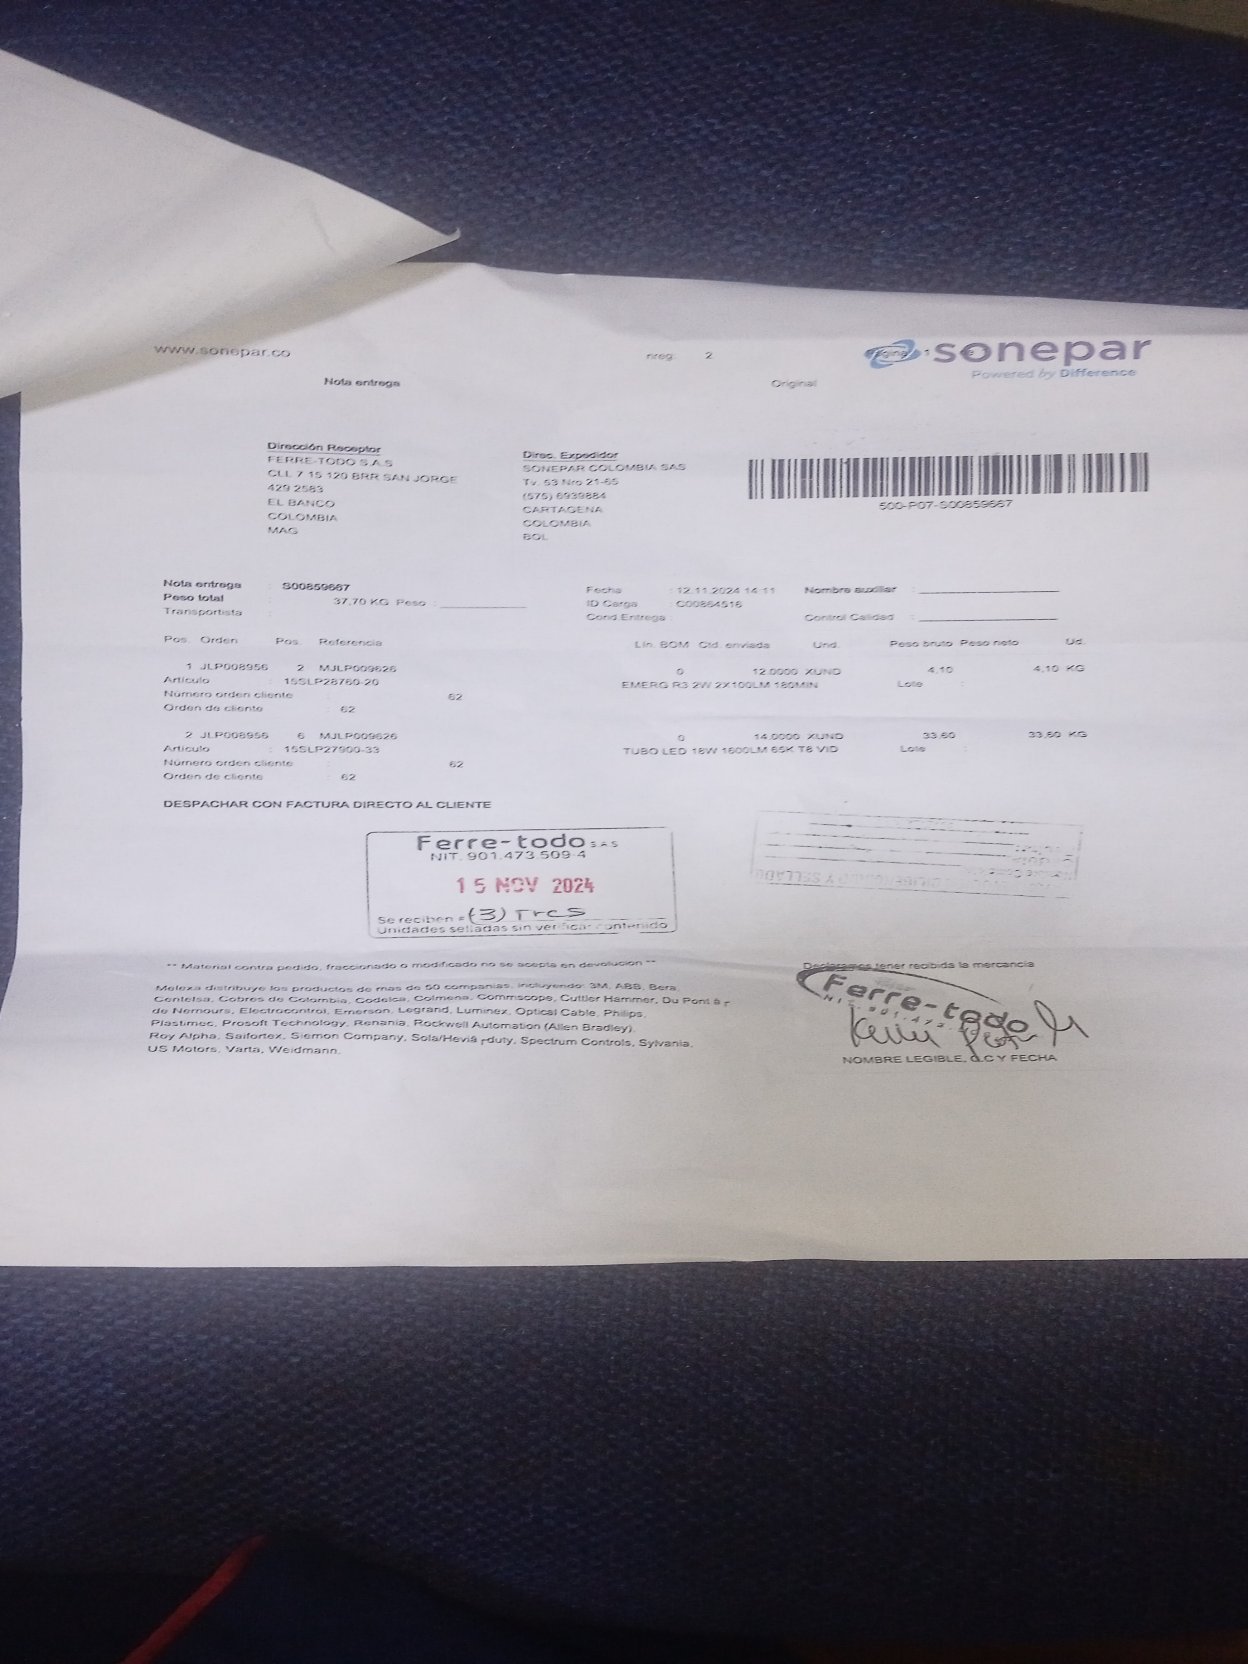 www.sonepar.co
nreg. 2
sonepar
Powered by Difference
Nota entrega
Original
Dirección Receptor
FERRE-TODO S.A.S
CLL 7 15 120 BRR SAN JORGE
429 2583
EL BANCO
COLOMBIA
MAG
Direc. Expedidor
SONEPAR COLOMBIA SAS
Tv. 53 Nro 21-65
(575) 6939884
CARTAGENA
COLOMBIA
BOL
500-P07-S00859667
Nota entrega : S00859667
Peso total : 37,70 KG Peso :
Transportista :
Fecha : 12.11.2024 14:11
ID Carga : C00864516
Cond.Entrega :
Nombre auxiliar :
Control Calidad :
Pos. Orden Pos. Referencia Lin. BOM Ctd. enviada Und. Peso bruto Peso neto Ud.
1 JLP008956 2 MJLP009626 0 12.0000 XUND 4,10 4,10 KG
Artículo : 15SLP28760-20 EMERG R3 2W 2X100LM 180MIN Lote :
Número orden cliente : 62
Orden de cliente : 62
2 JLP008956 6 MJLP009626 0 14.0000 XUND 33,60 33,60 KG
Artículo : 15SLP27900-33 TUBO LED 18W 1600LM 65K T8 VID Lote :
Número orden cliente : 62
Orden de cliente : 62
DESPACHAR CON FACTURA DIRECTO AL CLIENTE
Ferre-todo SAS
NIT. 901.473.509-4
15 NOV 2024
Se reciben = (3) Tres
Unidades selladas sin verificar contenido
** Material contra pedido, fraccionado o modificado no se acepta en devolución **
Melexa distribuye los productos de mas de 50 companias, incluyendo: 3M, ABB, Bera,
Centelsa, Cobres de Colombia, Codelca, Colmena, Commscope, Cuttler Hammer, Du Pont
de Nemours, Electrocontrol, Emerson, Legrand, Luminex, Optical Cable, Philips,
Plastimec, Prosoft Technology, Renania, Rockwell Automation (Allen Bradley),
Roy Alpha, Saifortex, Siemon Company, Sola/Heviä -duty, Spectrum Controls, Sylvania,
US Motors, Varta, Weidmann,
Declaramos tener recibida la mercancía
Ferre-todo
NOMBRE LEGIBLE, C.C Y FECHA